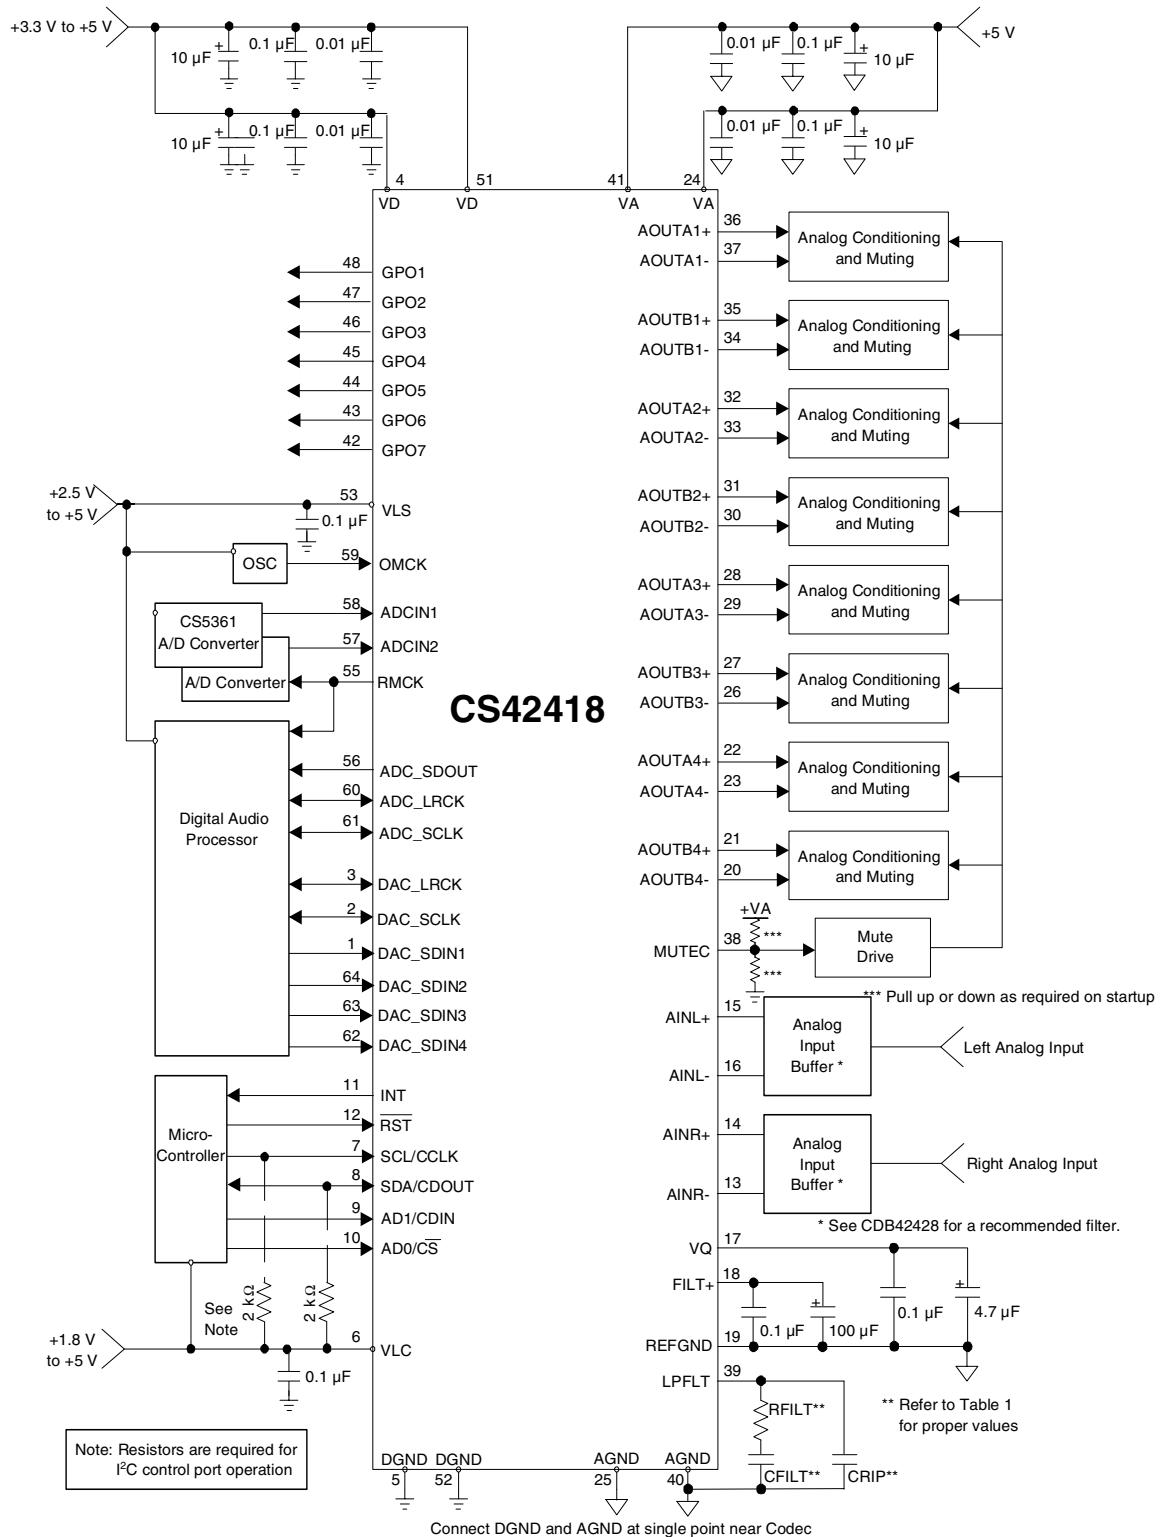 +3.3 V to +5 V
+5 V
10 µF
+
0.1 µF
0.01 µF
0.01 µF
0.1 µF
+
10 µF
10 µF
+
0.1 µF
0.01 µF
0.01 µF
0.1 µF
+
10 µF
4
51
41
24
VD
VD
VA
VA
48
GPO1
47
GPO2
46
GPO3
45
GPO4
44
GPO5
43
GPO6
42
GPO7
+2.5 V
to +5 V
53
VLS
0.1 µF
OSC
59
OMCK
CS5361
A/D Converter
58
ADCIN1
57
ADCIN2
A/D Converter
55
RMCK
CS42418
Digital Audio
Processor
56
ADC_SDOUT
60
ADC_LRCK
61
ADC_SCLK
3
DAC_LRCK
2
DAC_SCLK
1
DAC_SDIN1
64
DAC_SDIN2
63
DAC_SDIN3
62
DAC_SDIN4
Micro-
Controller
11
INT
12
RST
7
SCL/CCLK
8
SDA/CDOUT
9
AD1/CDIN
10
AD0/CS
See
Note
2 kΩ
2 kΩ
+1.8 V
to +5 V
6
VLC
0.1 µF
Note: Resistors are required for
I²C control port operation
AOUTA1+
36
AOUTA1-
37
Analog Conditioning
and Muting
AOUTB1+
35
AOUTB1-
34
Analog Conditioning
and Muting
AOUTA2+
32
AOUTA2-
33
Analog Conditioning
and Muting
AOUTB2+
31
AOUTB2-
30
Analog Conditioning
and Muting
AOUTA3+
28
AOUTA3-
29
Analog Conditioning
and Muting
AOUTB3+
27
AOUTB3-
26
Analog Conditioning
and Muting
AOUTA4+
22
AOUTA4-
23
Analog Conditioning
and Muting
AOUTB4+
21
AOUTB4-
20
Analog Conditioning
and Muting
+VA
***
MUTEC
38
***
Mute
Drive
*** Pull up or down as required on startup
AINL+
15
AINL-
16
Analog
Input
Buffer *
Left Analog Input
AINR+
14
AINR-
13
Analog
Input
Buffer *
Right Analog Input
* See CDB42428 for a recommended filter.
VQ
17
FILT+
18
+
+
0.1 µF
100 µF
0.1 µF
4.7 µF
REFGND
19
LPFLT
39
RFILT**
** Refer to Table 1
for proper values
CFILT**
CRIP**
DGND
DGND
AGND
AGND
5
52
25
40
Connect DGND and AGND at single point near Codec